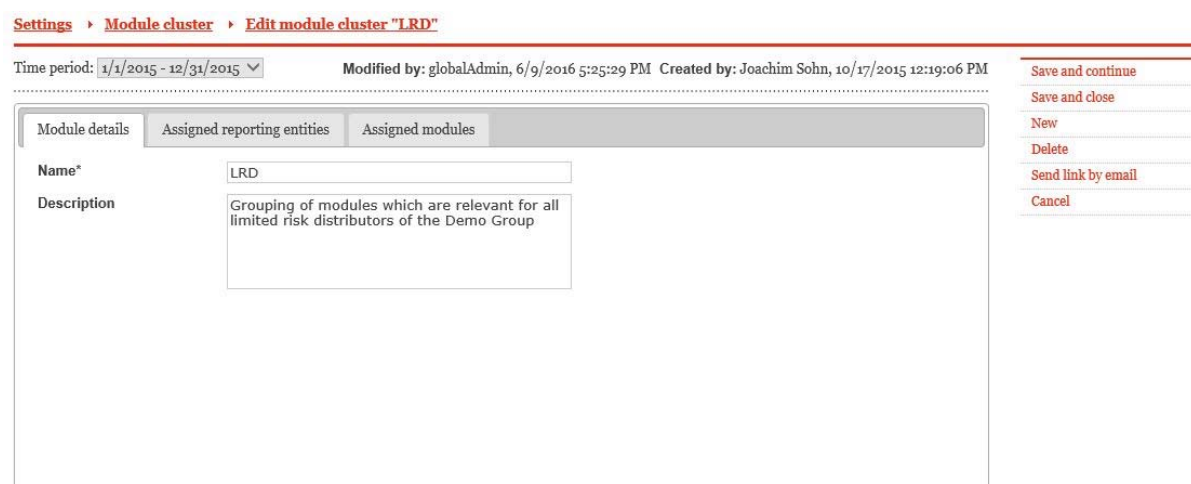 Settings Module cluster Edit module cluster "LRD"
Time period: 1/1/2015 - 12/31/2015 Modified by: globalAdmin, 6/9/2016 5:25:29 PM Created by: Joachim Sohn, 10/17/2015 12:19:06 PM
Save and continue
Save and close
New
Delete
Send link by email
Cancel
Module details Assigned reporting entities Assigned modules
Name* LRD
Description Grouping of modules which are relevant for all
limited risk distributors of the Demo Group